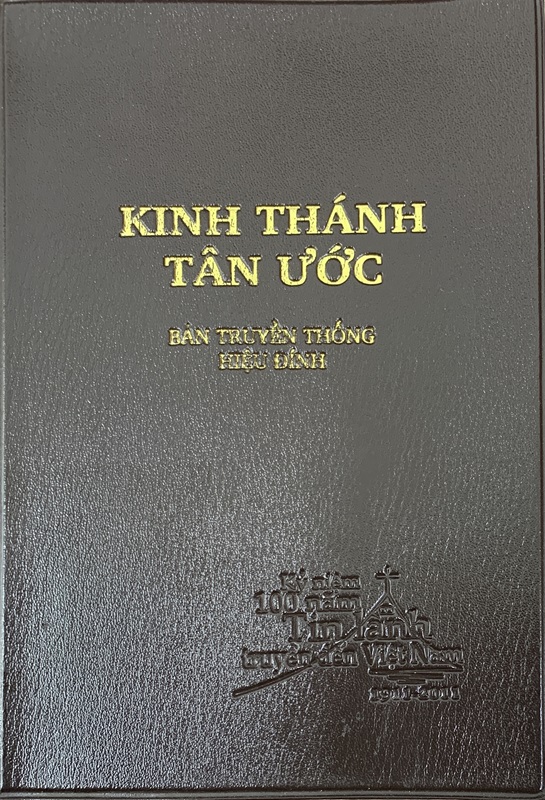 KINH THÁNH
TÂN ƯỚC
BẢN TRUYỀN THỐNG
HIỆU ĐÍNH
Kỷ niệm
100 năm
Tin Lành
truyền đến Việt Nam
1911-2011